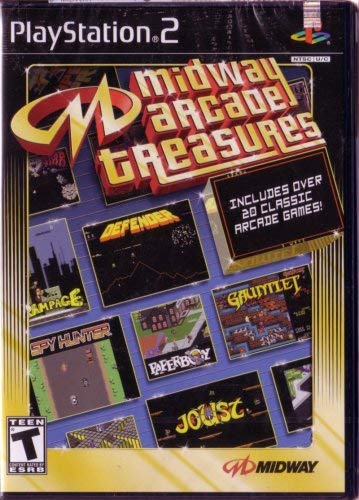 PlayStation®2
NTSC U/C
midway
arcade
treasures
INCLUDES OVER
20 CLASSIC
ARCADE GAMES!
DEFENDER
RAMPAGE
GAUNTLET
SPY HUNTER
PAPERBOY
JOUST
TEEN
T
CONTENT RATED BY
ESRB
MIDWAY